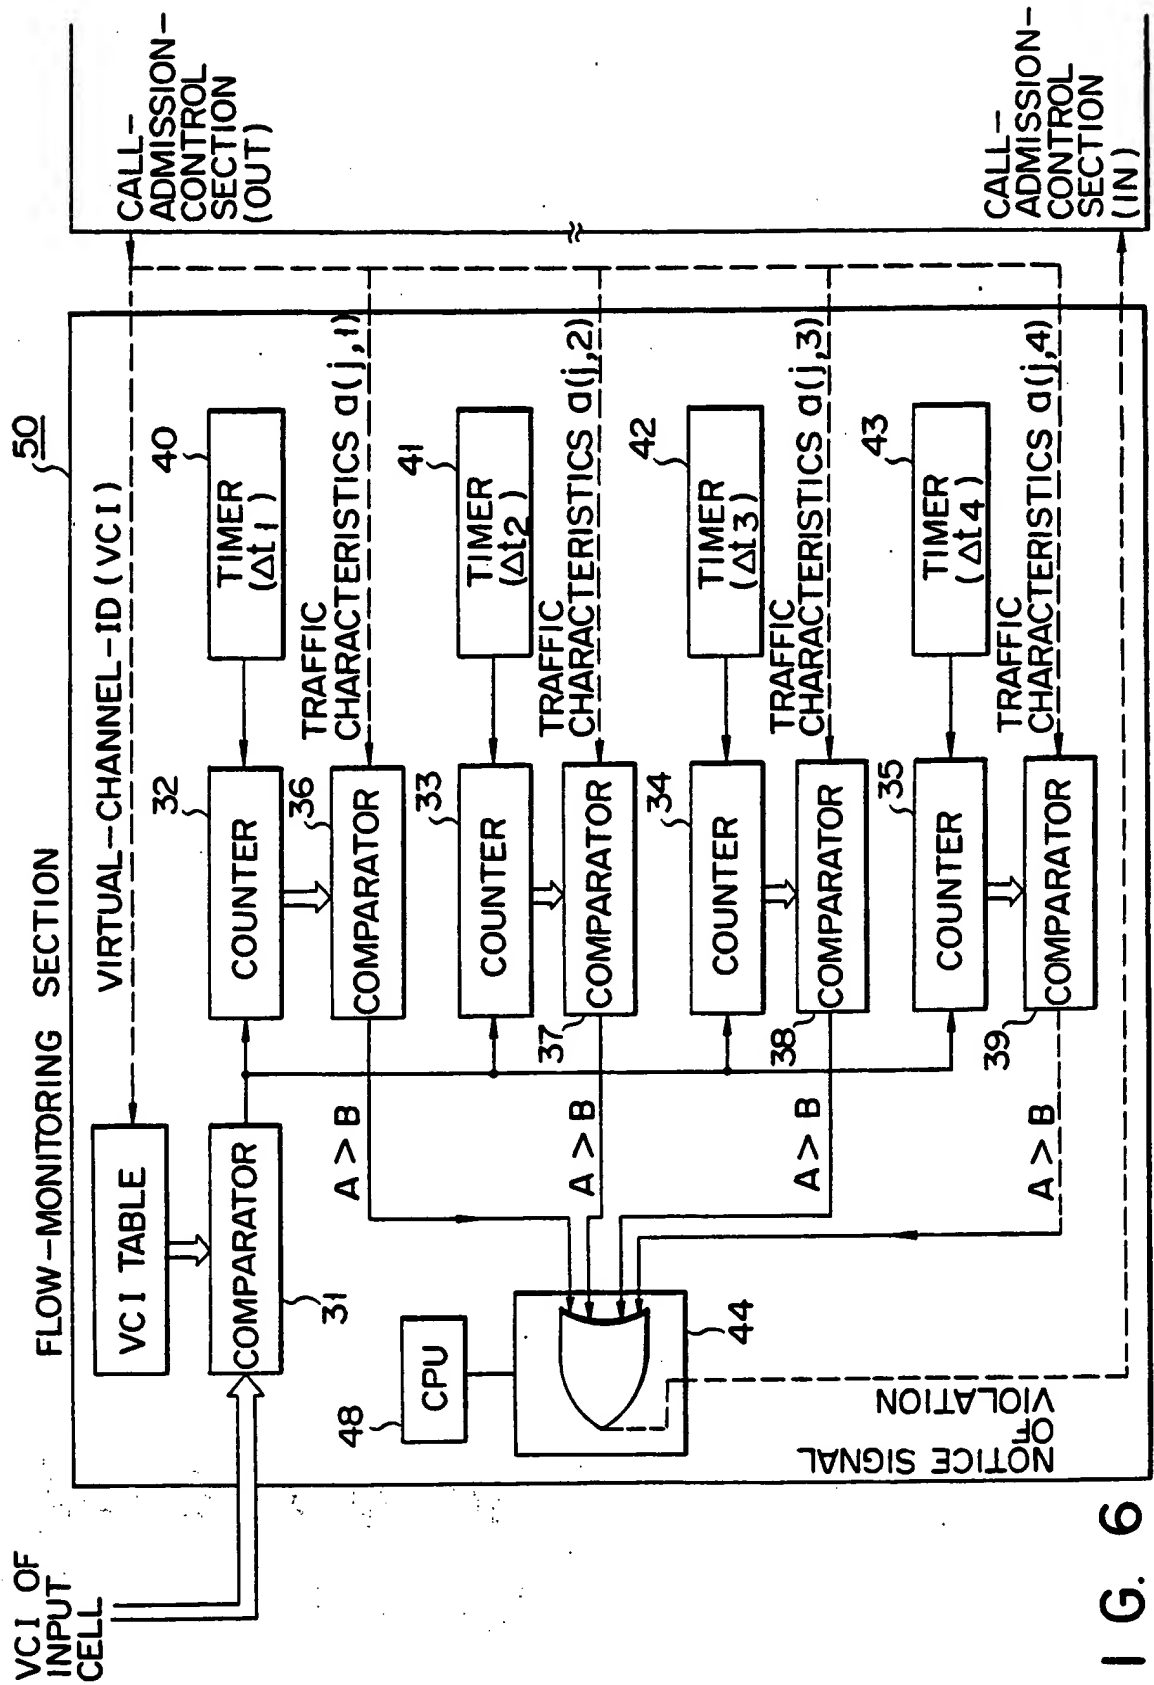 VCI OF
INPUT
CELL
FLOW-MONITORING SECTION
50
VCI TABLE
VIRTUAL-CHANNEL-ID (VCI)
CALL-
ADMISSION-
CONTROL
SECTION
(OUT)
COMPARATOR
31
COUNTER
32
TIMER
(Δt1)
40
COMPARATOR
36
TRAFFIC
CHARACTERISTICS a(j,1)
A > B
COUNTER
33
TIMER
(Δt2)
41
COMPARATOR
37
TRAFFIC
CHARACTERISTICS a(j,2)
A > B
COUNTER
34
TIMER
(Δt3)
42
COMPARATOR
38
TRAFFIC
CHARACTERISTICS a(j,3)
A > B
COUNTER
35
TIMER
(Δt4)
43
COMPARATOR
39
TRAFFIC
CHARACTERISTICS a(j,4)
A > B
CPU
48
44
NOTICE SIGNAL
OF
VIOLATION
CALL-
ADMISSION-
CONTROL
SECTION
(IN)
I G. 6